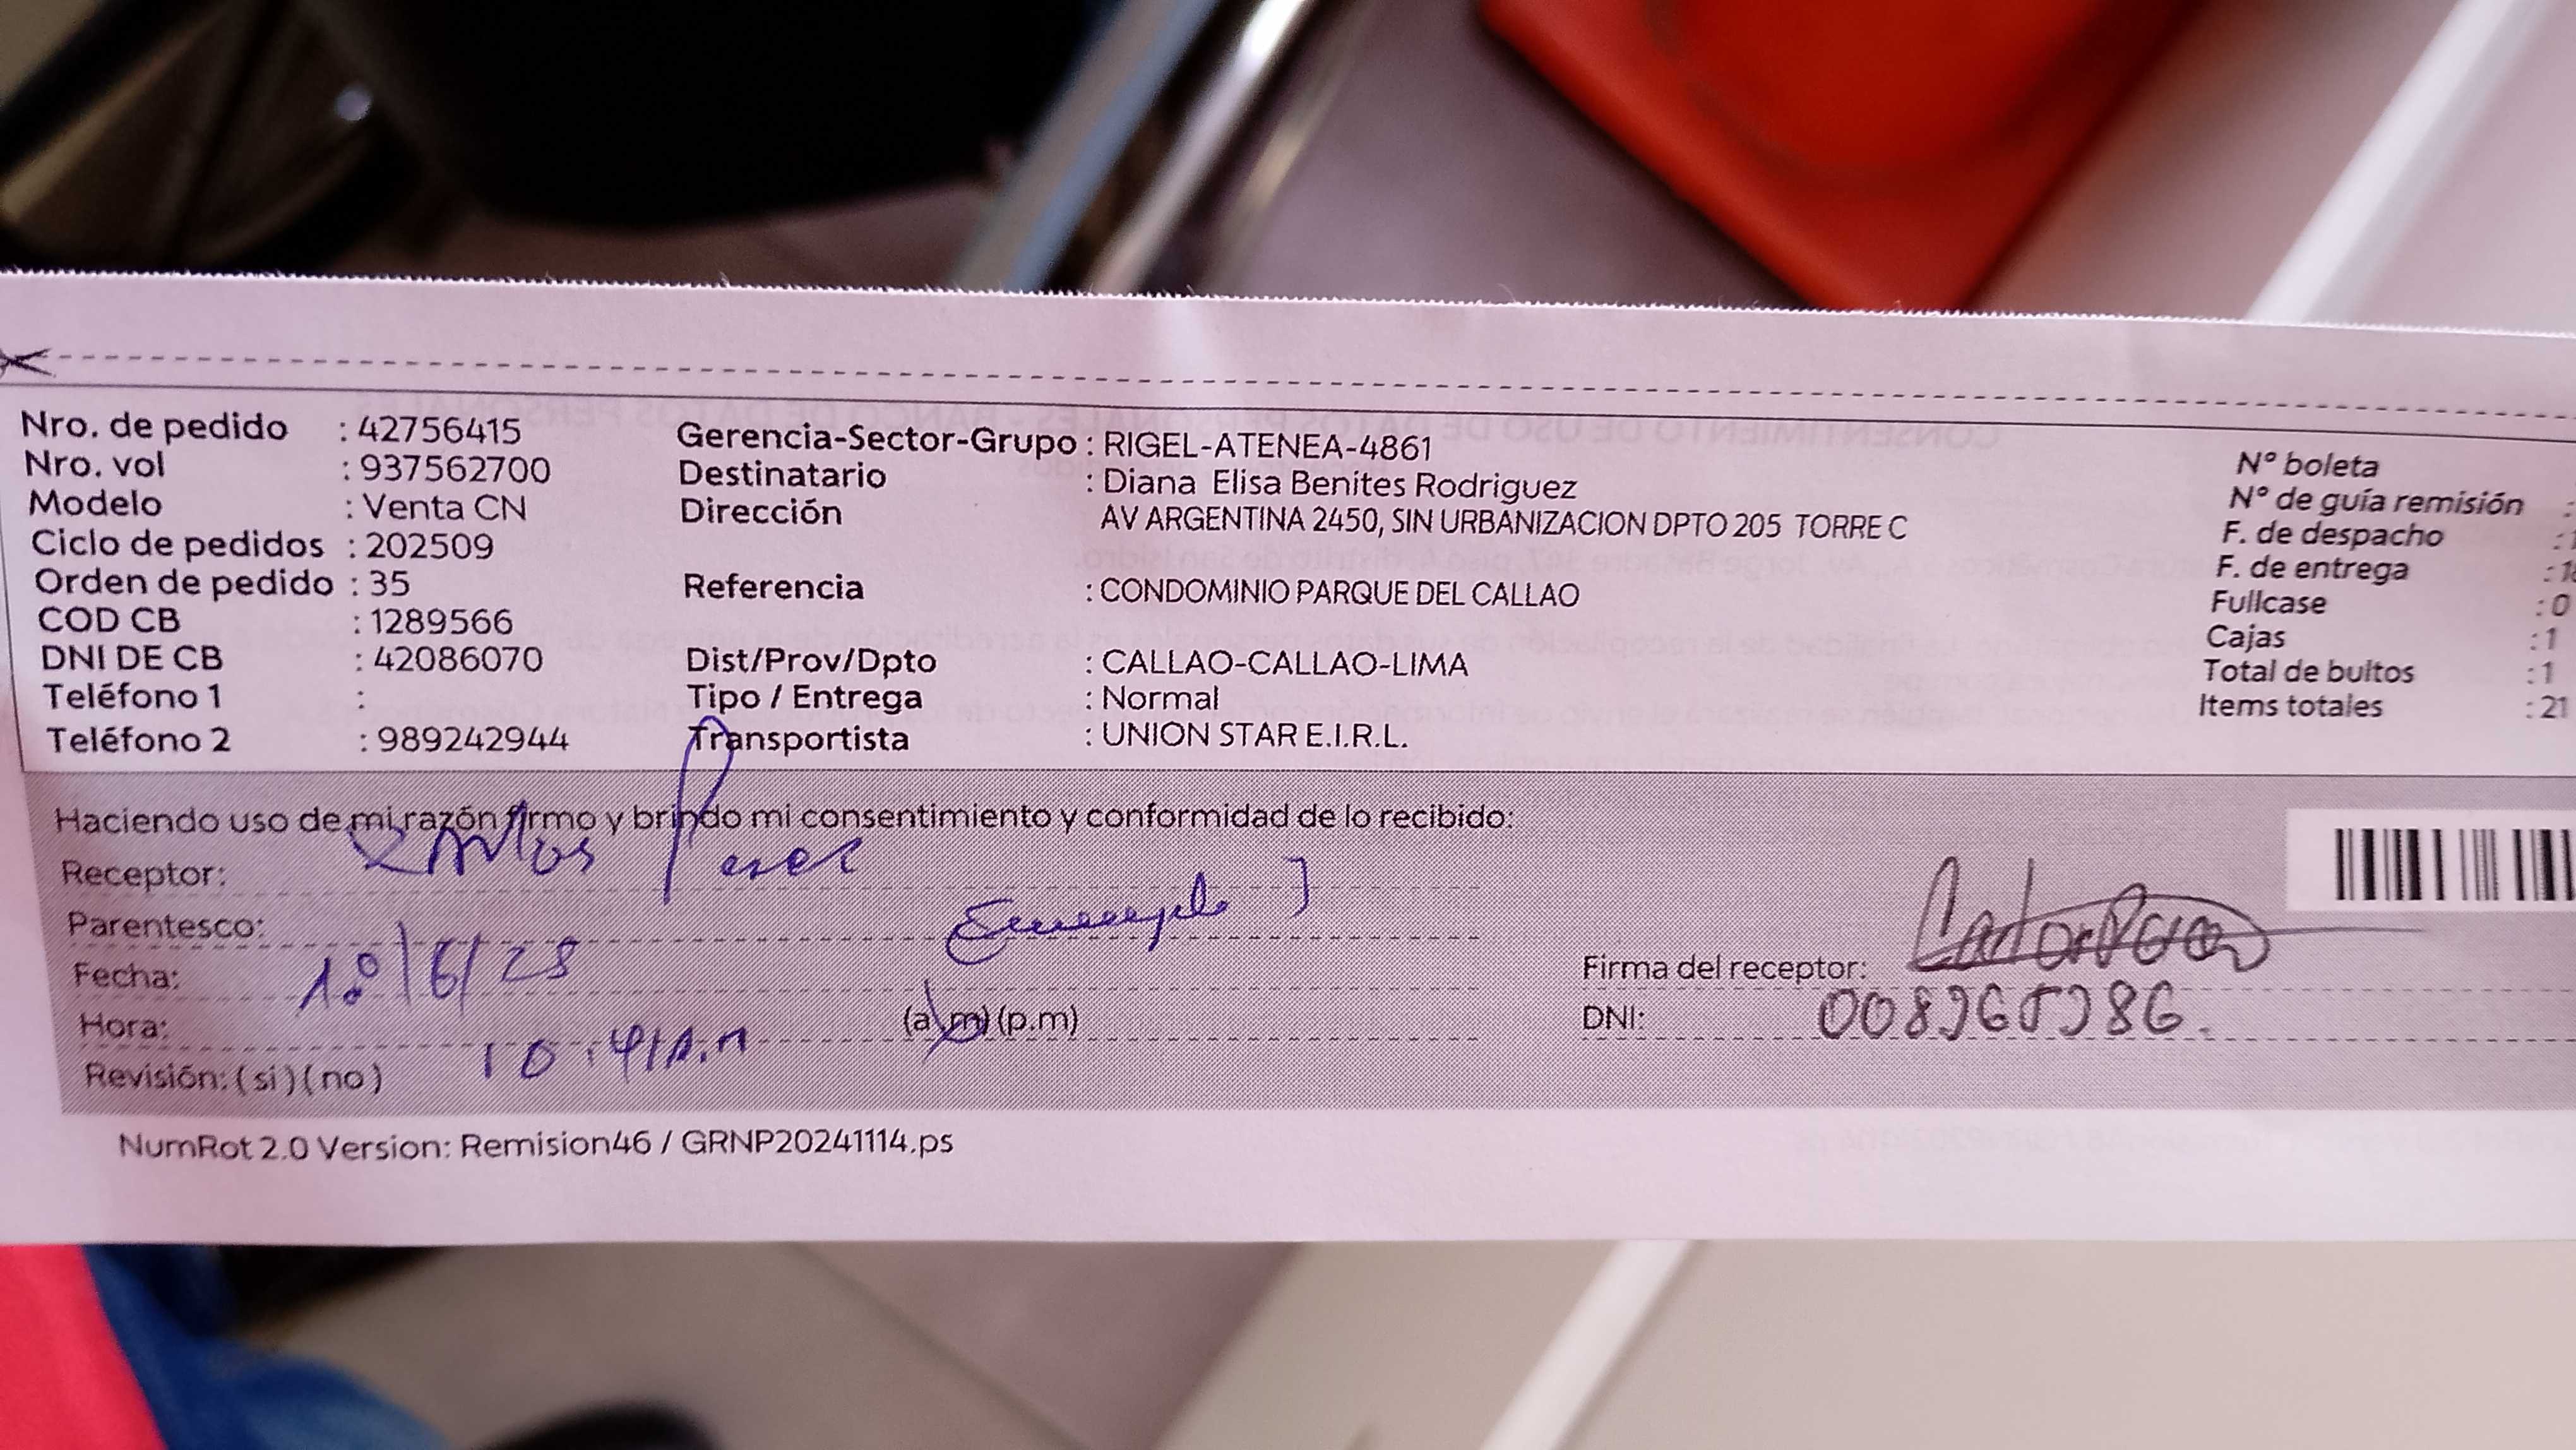 Nro. de pedido : 42756415
Nro. vol : 937562700
Modelo : Venta CN
Ciclo de pedidos : 202509
Orden de pedido : 35
COD CB : 1289566
DNI DE CB : 42086070
Teléfono 1 :
Teléfono 2 : 989242944
Gerencia-Sector-Grupo : RIGEL-ATENEA-4861
Destinatario : Diana Elisa Benites Rodriguez
Dirección AV ARGENTINA 2450, SIN URBANIZACION DPTO 205 TORRE C
Referencia : CONDOMINIO PARQUE DEL CALLAO
Dist/Prov/Dpto : CALLAO-CALLAO-LIMA
Tipo / Entrega : Normal
Transportista : UNION STAR E.I.R.L.
Nº boleta
Nº de guía remisión :
F. de despacho :
F. de entrega :
Fullcase : 0
Cajas : 1
Total de bultos : 1
Items totales : 21
Haciendo uso de mi razón firmo y brindo mi consentimiento y conformidad de lo recibido:
Receptor: Carlos
Parentesco:
Fecha:
Hora: 10:41 a.m (a.m) (p.m)
Revisión: (si) (no)
Firma del receptor:
DNI:
NumRot 2.0 Version: Remision46 / GRNP20241114.ps